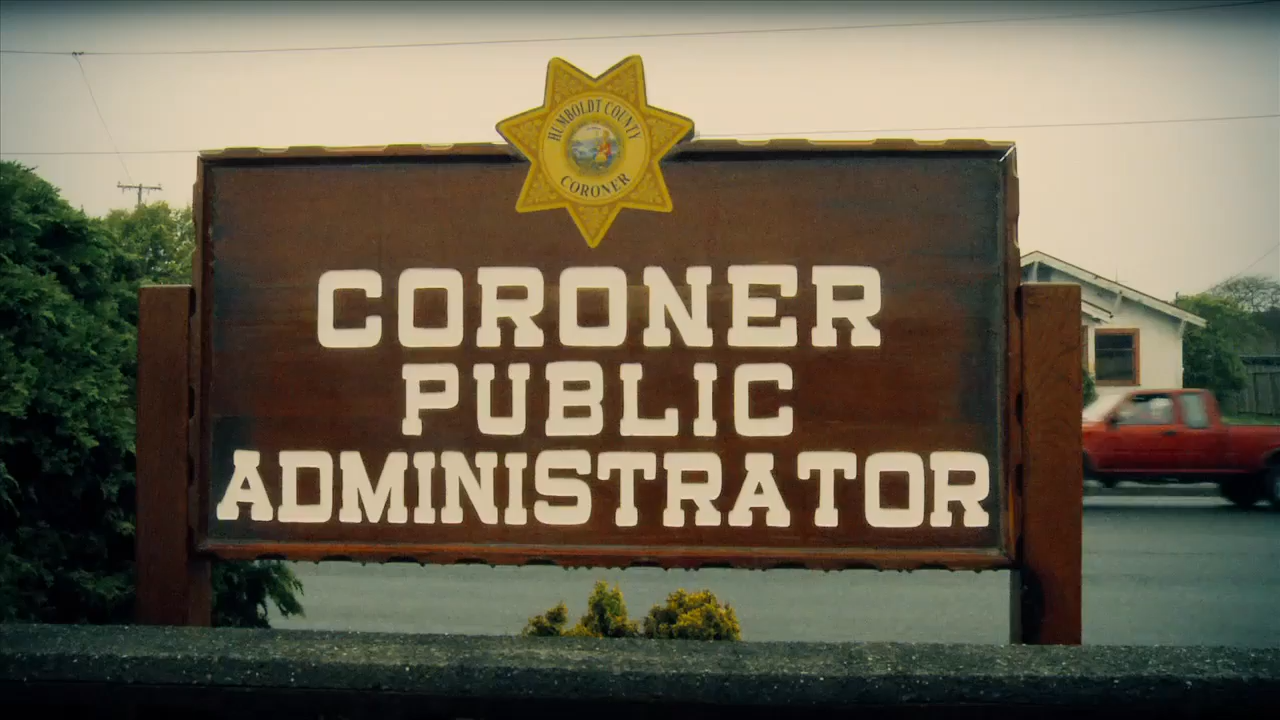 HUMBOLDT COUNTY
CORONER
CORONER
PUBLIC
ADMINISTRATOR